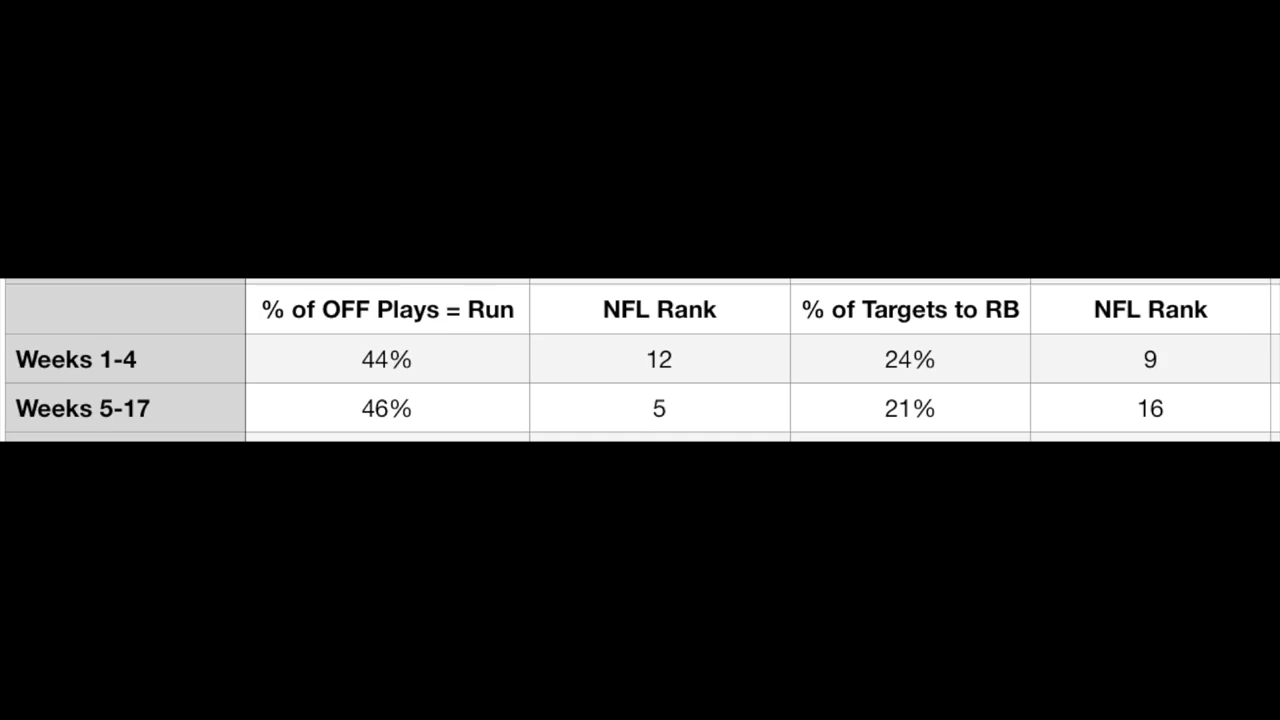 % of OFF Plays = Run NFL Rank % of Targets to RB NFL Rank
Weeks 1-4 44% 12 24% 9
Weeks 5-17 46% 5 21% 16